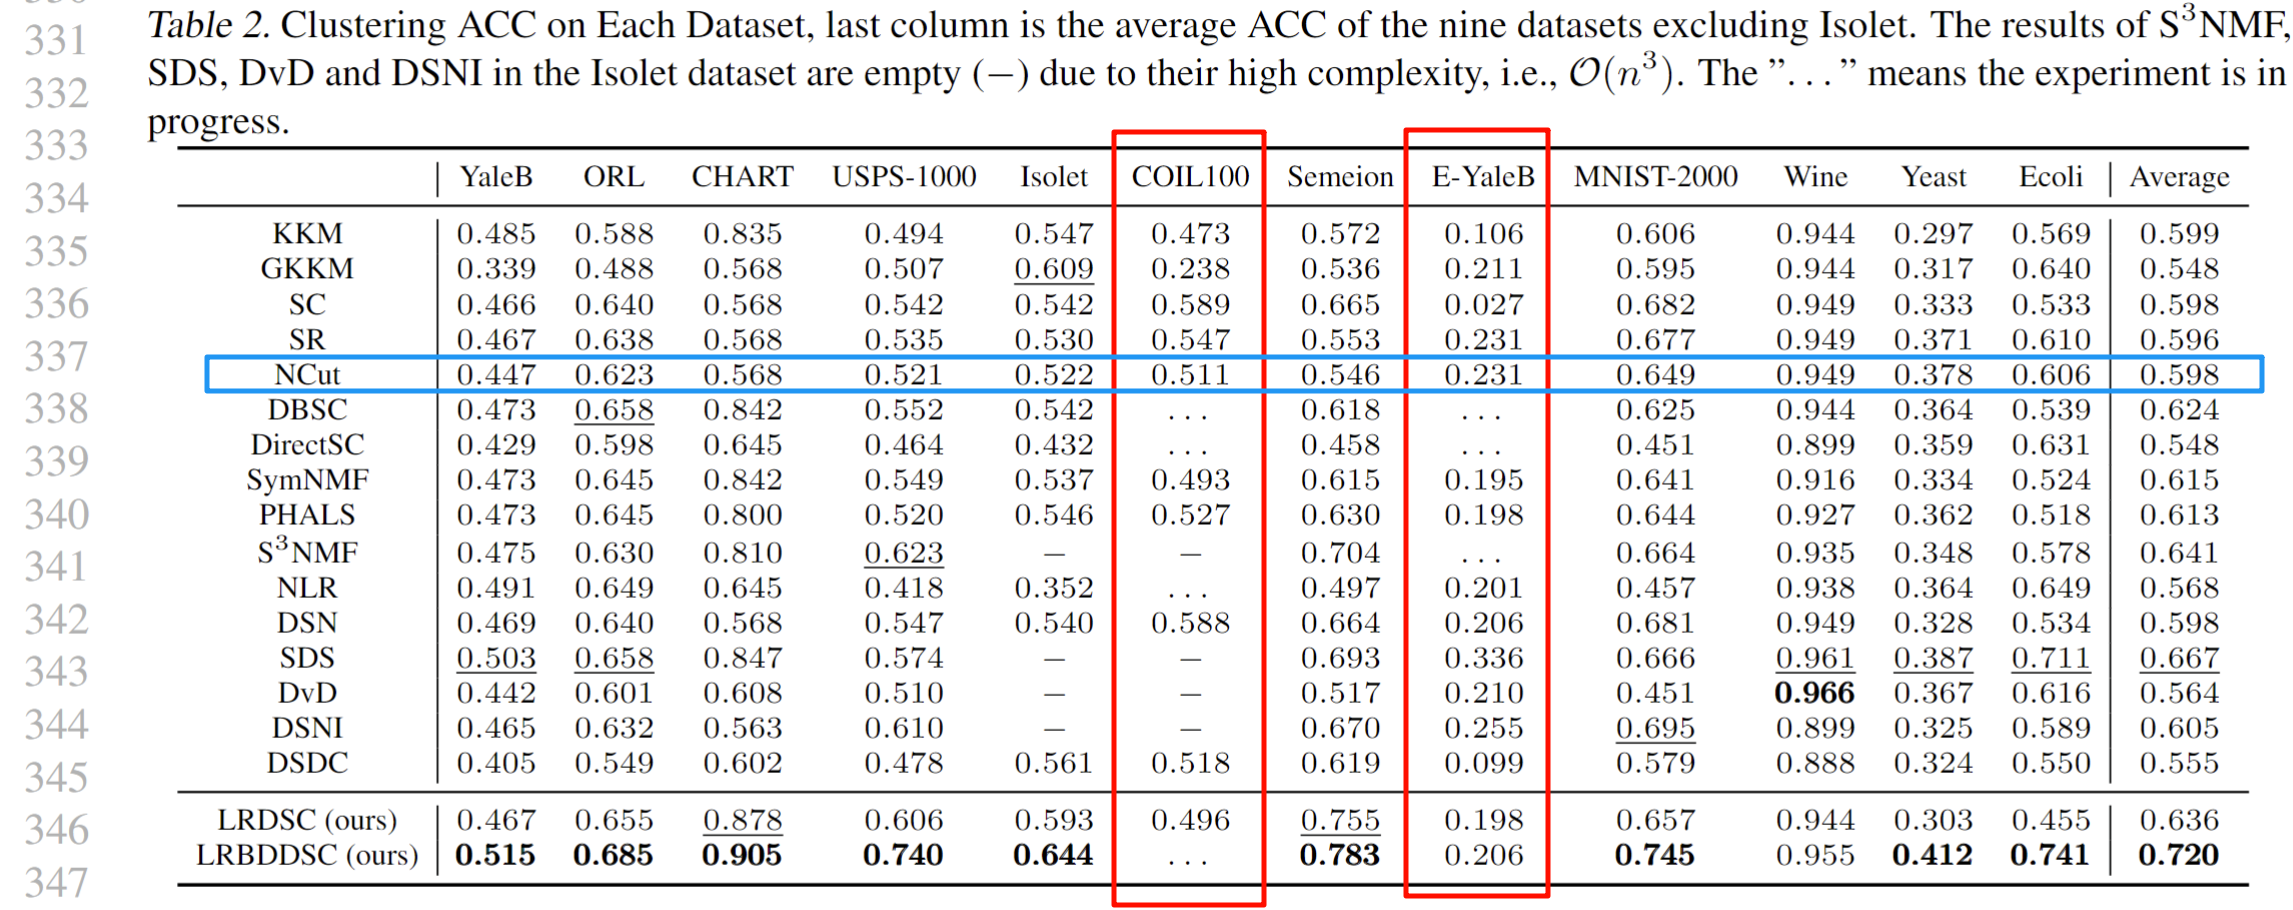 331 Table 2. Clustering ACC on Each Dataset, last column is the average ACC of the nine datasets excluding Isolet. The results of S³NMF,
332 SDS, DvD and DSNI in the Isolet dataset are empty (−) due to their high complexity, i.e., O(n³). The ”...” means the experiment is in
333 progress.
334 YaleB ORL CHART USPS-1000 Isolet COIL100 Semeion E-YaleB MNIST-2000 Wine Yeast Ecoli Average
335 KKM 0.485 0.588 0.835 0.494 0.547 0.473 0.572 0.106 0.606 0.944 0.297 0.569 0.599
GKKM 0.339 0.488 0.568 0.507 0.609 0.238 0.536 0.211 0.595 0.944 0.317 0.640 0.548
336 SC 0.466 0.640 0.568 0.542 0.542 0.589 0.665 0.027 0.682 0.949 0.333 0.533 0.598
SR 0.467 0.638 0.568 0.535 0.530 0.547 0.553 0.231 0.677 0.949 0.371 0.610 0.596
337 NCut 0.447 0.623 0.568 0.521 0.522 0.511 0.546 0.231 0.649 0.949 0.378 0.606 0.598
338 DBSC 0.473 0.658 0.842 0.552 0.542 ... 0.618 ... 0.625 0.944 0.364 0.539 0.624
339 DirectSC 0.429 0.598 0.645 0.464 0.432 ... 0.458 ... 0.451 0.899 0.359 0.631 0.548
SymNMF 0.473 0.645 0.842 0.549 0.537 0.493 0.615 0.195 0.641 0.916 0.334 0.524 0.615
340 PHALS 0.473 0.645 0.800 0.520 0.546 0.527 0.630 0.198 0.644 0.927 0.362 0.518 0.613
341 S³NMF 0.475 0.630 0.810 0.623 − − 0.704 ... 0.664 0.935 0.348 0.578 0.641
NLR 0.491 0.649 0.645 0.418 0.352 ... 0.497 0.201 0.457 0.938 0.364 0.649 0.568
342 DSN 0.469 0.640 0.568 0.547 0.540 0.588 0.664 0.206 0.681 0.949 0.328 0.534 0.598
343 SDS 0.503 0.658 0.847 0.574 − − 0.693 0.336 0.666 0.961 0.387 0.711 0.667
DvD 0.442 0.601 0.608 0.510 − − 0.517 0.210 0.451 0.966 0.367 0.616 0.564
344 DSNI 0.465 0.632 0.563 0.610 − − 0.670 0.255 0.695 0.899 0.325 0.589 0.605
345 DSDC 0.405 0.549 0.602 0.478 0.561 0.518 0.619 0.099 0.579 0.888 0.324 0.550 0.555
346 LRDSC (ours) 0.467 0.655 0.878 0.606 0.593 0.496 0.755 0.198 0.657 0.944 0.303 0.455 0.636
347 LRBDDSC (ours) 0.515 0.685 0.905 0.740 0.644 ... 0.783 0.206 0.745 0.955 0.412 0.741 0.720